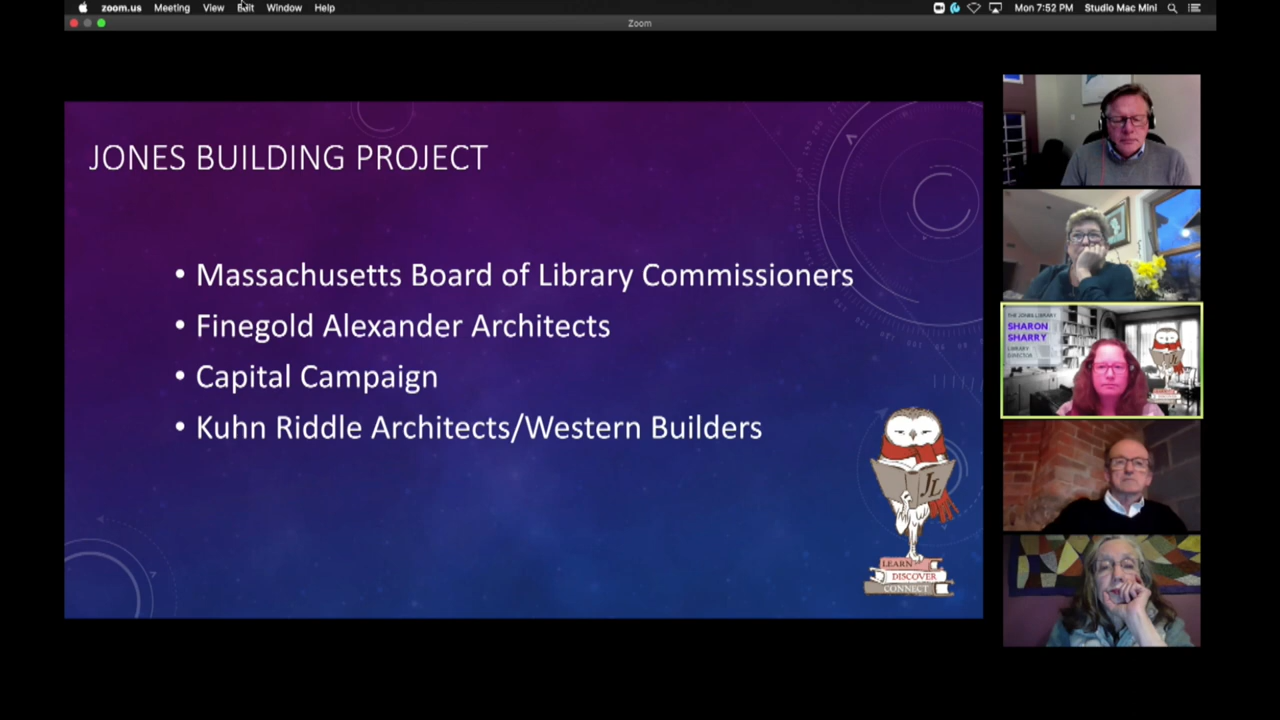 zoom.us Meeting View Edit Window Help
Mon 7:52 PM Studio Mac Mini
Zoom
JONES BUILDING PROJECT
• Massachusetts Board of Library Commissioners
• Finegold Alexander Architects
• Capital Campaign
• Kuhn Riddle Architects/Western Builders
JL
LEARN
DISCOVER
CONNECT
THE JONES LIBRARY
SHARON
SHARRY
LIBRARY
DIRECTOR